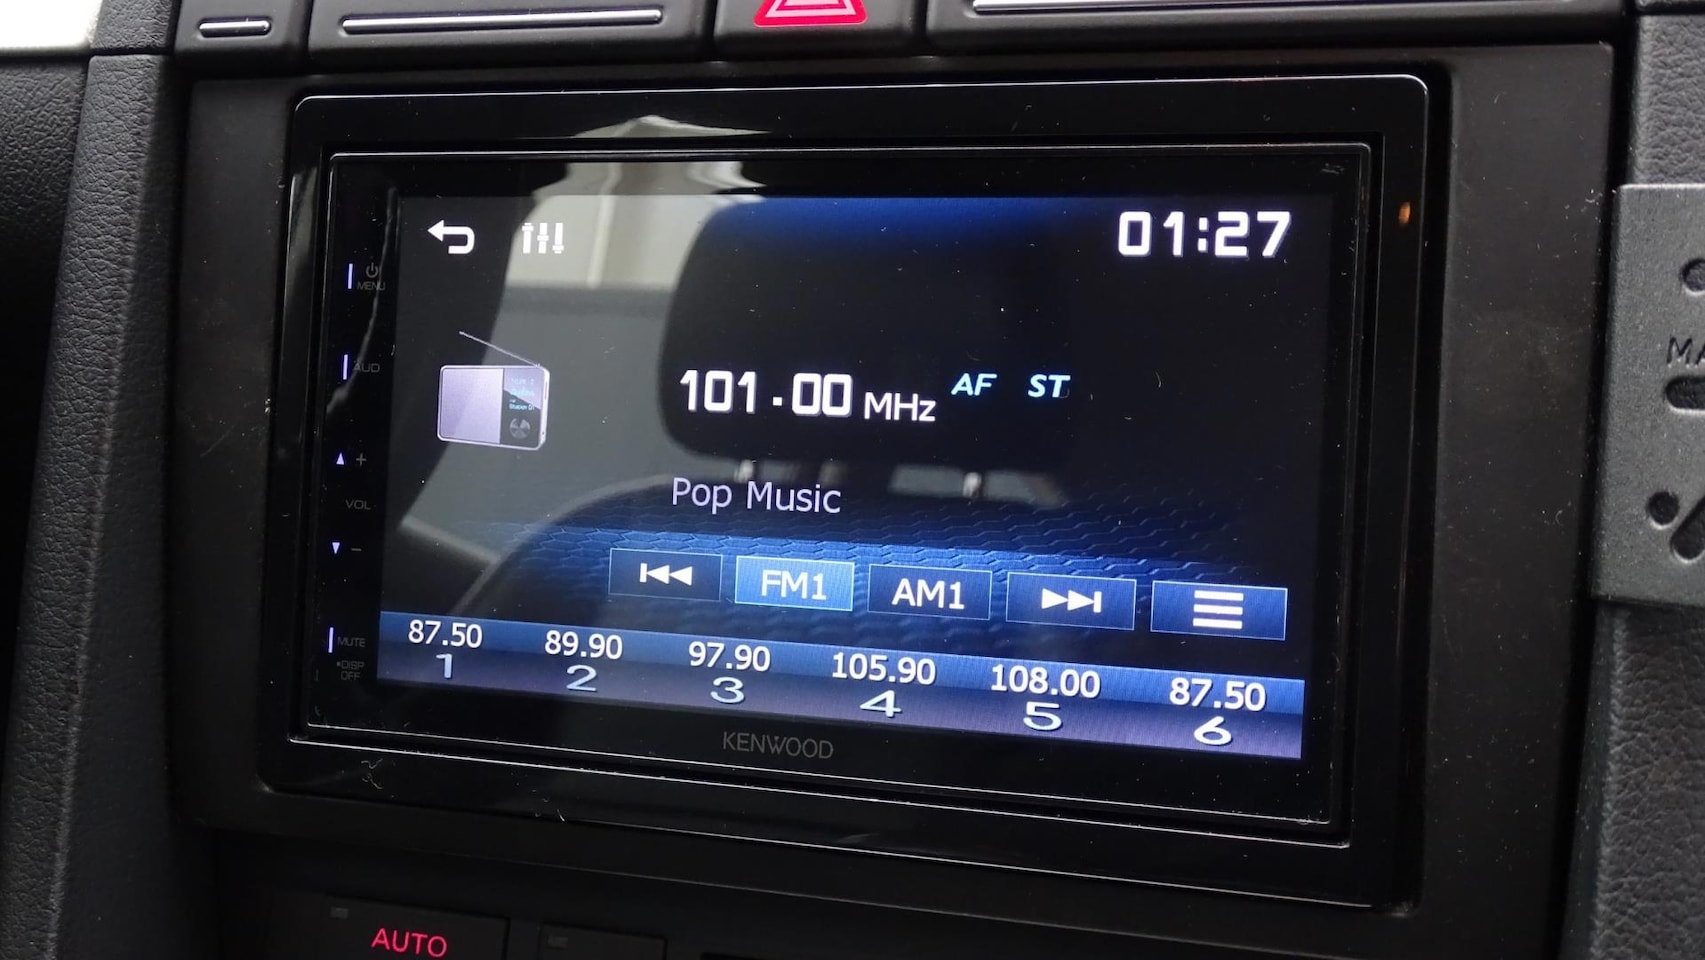 01:27
MENU
AUD
101.00 MHz AF ST
+
VOL
−
Pop Music
FM1 AM1
MUTE
•DISP
OFF
87.50 89.90 97.90 105.90 108.00 87.50
1 2 3 4 5 6
KENWOOD
AUTO